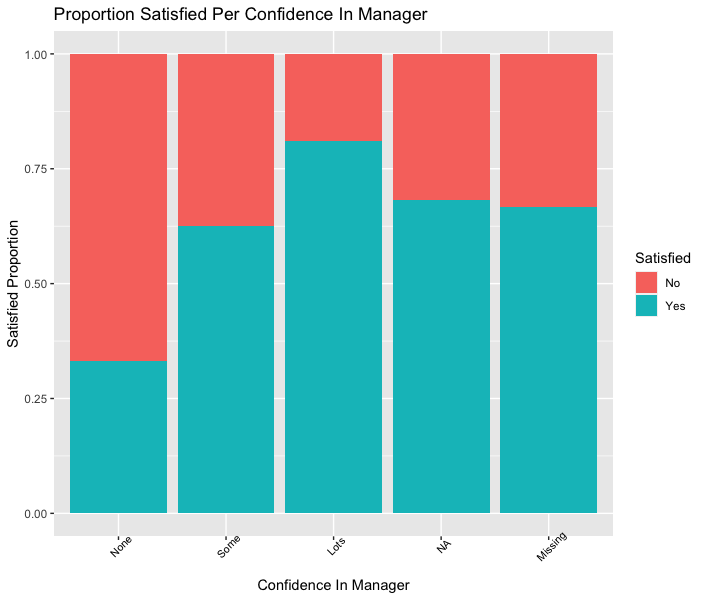 Proportion Satisfied Per Confidence In Manager
1.00
0.75
0.50
0.25
0.00
Satisfied Proportion
None
Some
Lots
NA
Missing
Confidence In Manager
Satisfied
No
Yes